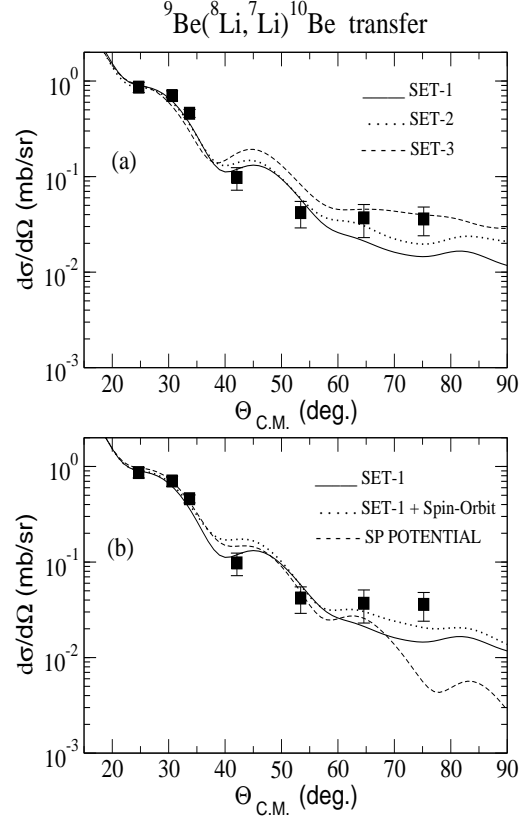 ⁹Be(⁸Li,⁷Li)¹⁰Be transfer
10⁰
10⁻¹
10⁻²
10⁻³
dσ/dΩ (mb/sr)
(a)
SET-1
SET-2
SET-3
20 30 40 50 60 70 80 90
Θ C.M. (deg.)
10⁰
10⁻¹
10⁻²
10⁻³
dσ/dΩ (mb/sr)
(b)
SET-1
SET-1 + Spin-Orbit
SP POTENTIAL
20 30 40 50 60 70 80 90
Θ C.M. (deg.)